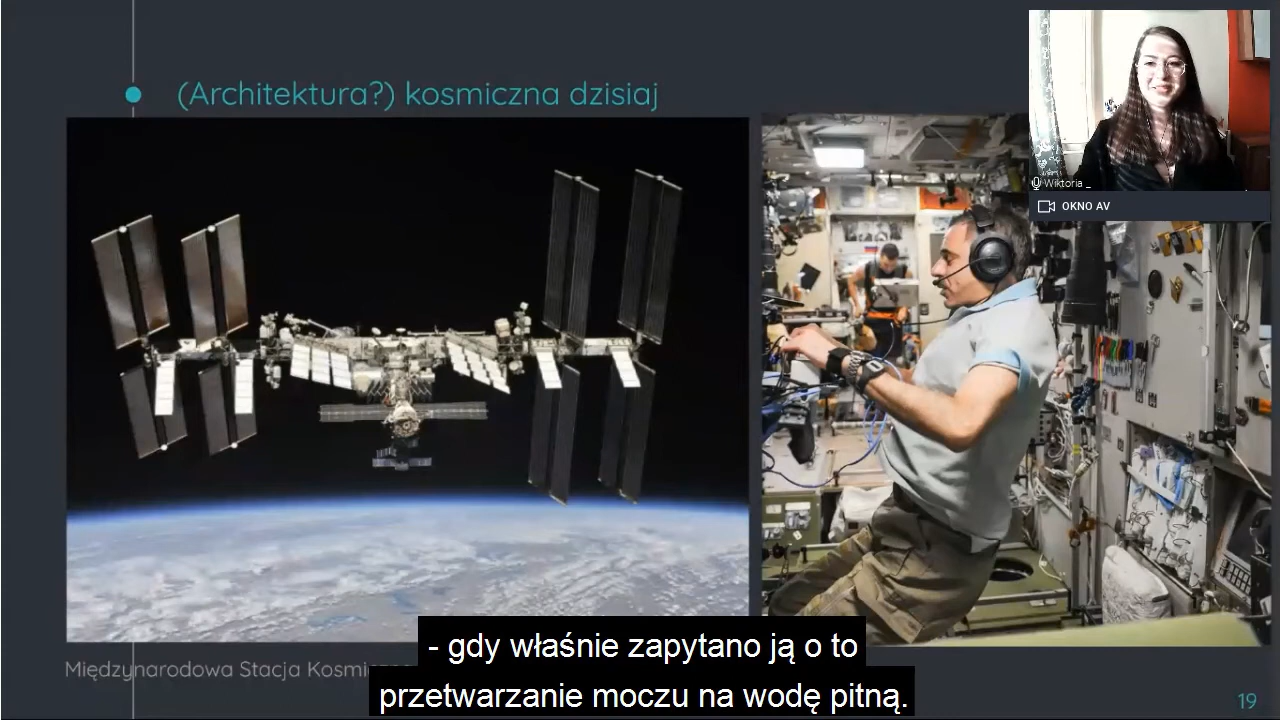 (Architektura?) kosmiczna dzisiaj
Wiktoria _
OKNO AV
Międzynarodowa Stacja
- gdy właśnie zapytano ją o to
przetwarzanie moczu na wodę pitną.
19